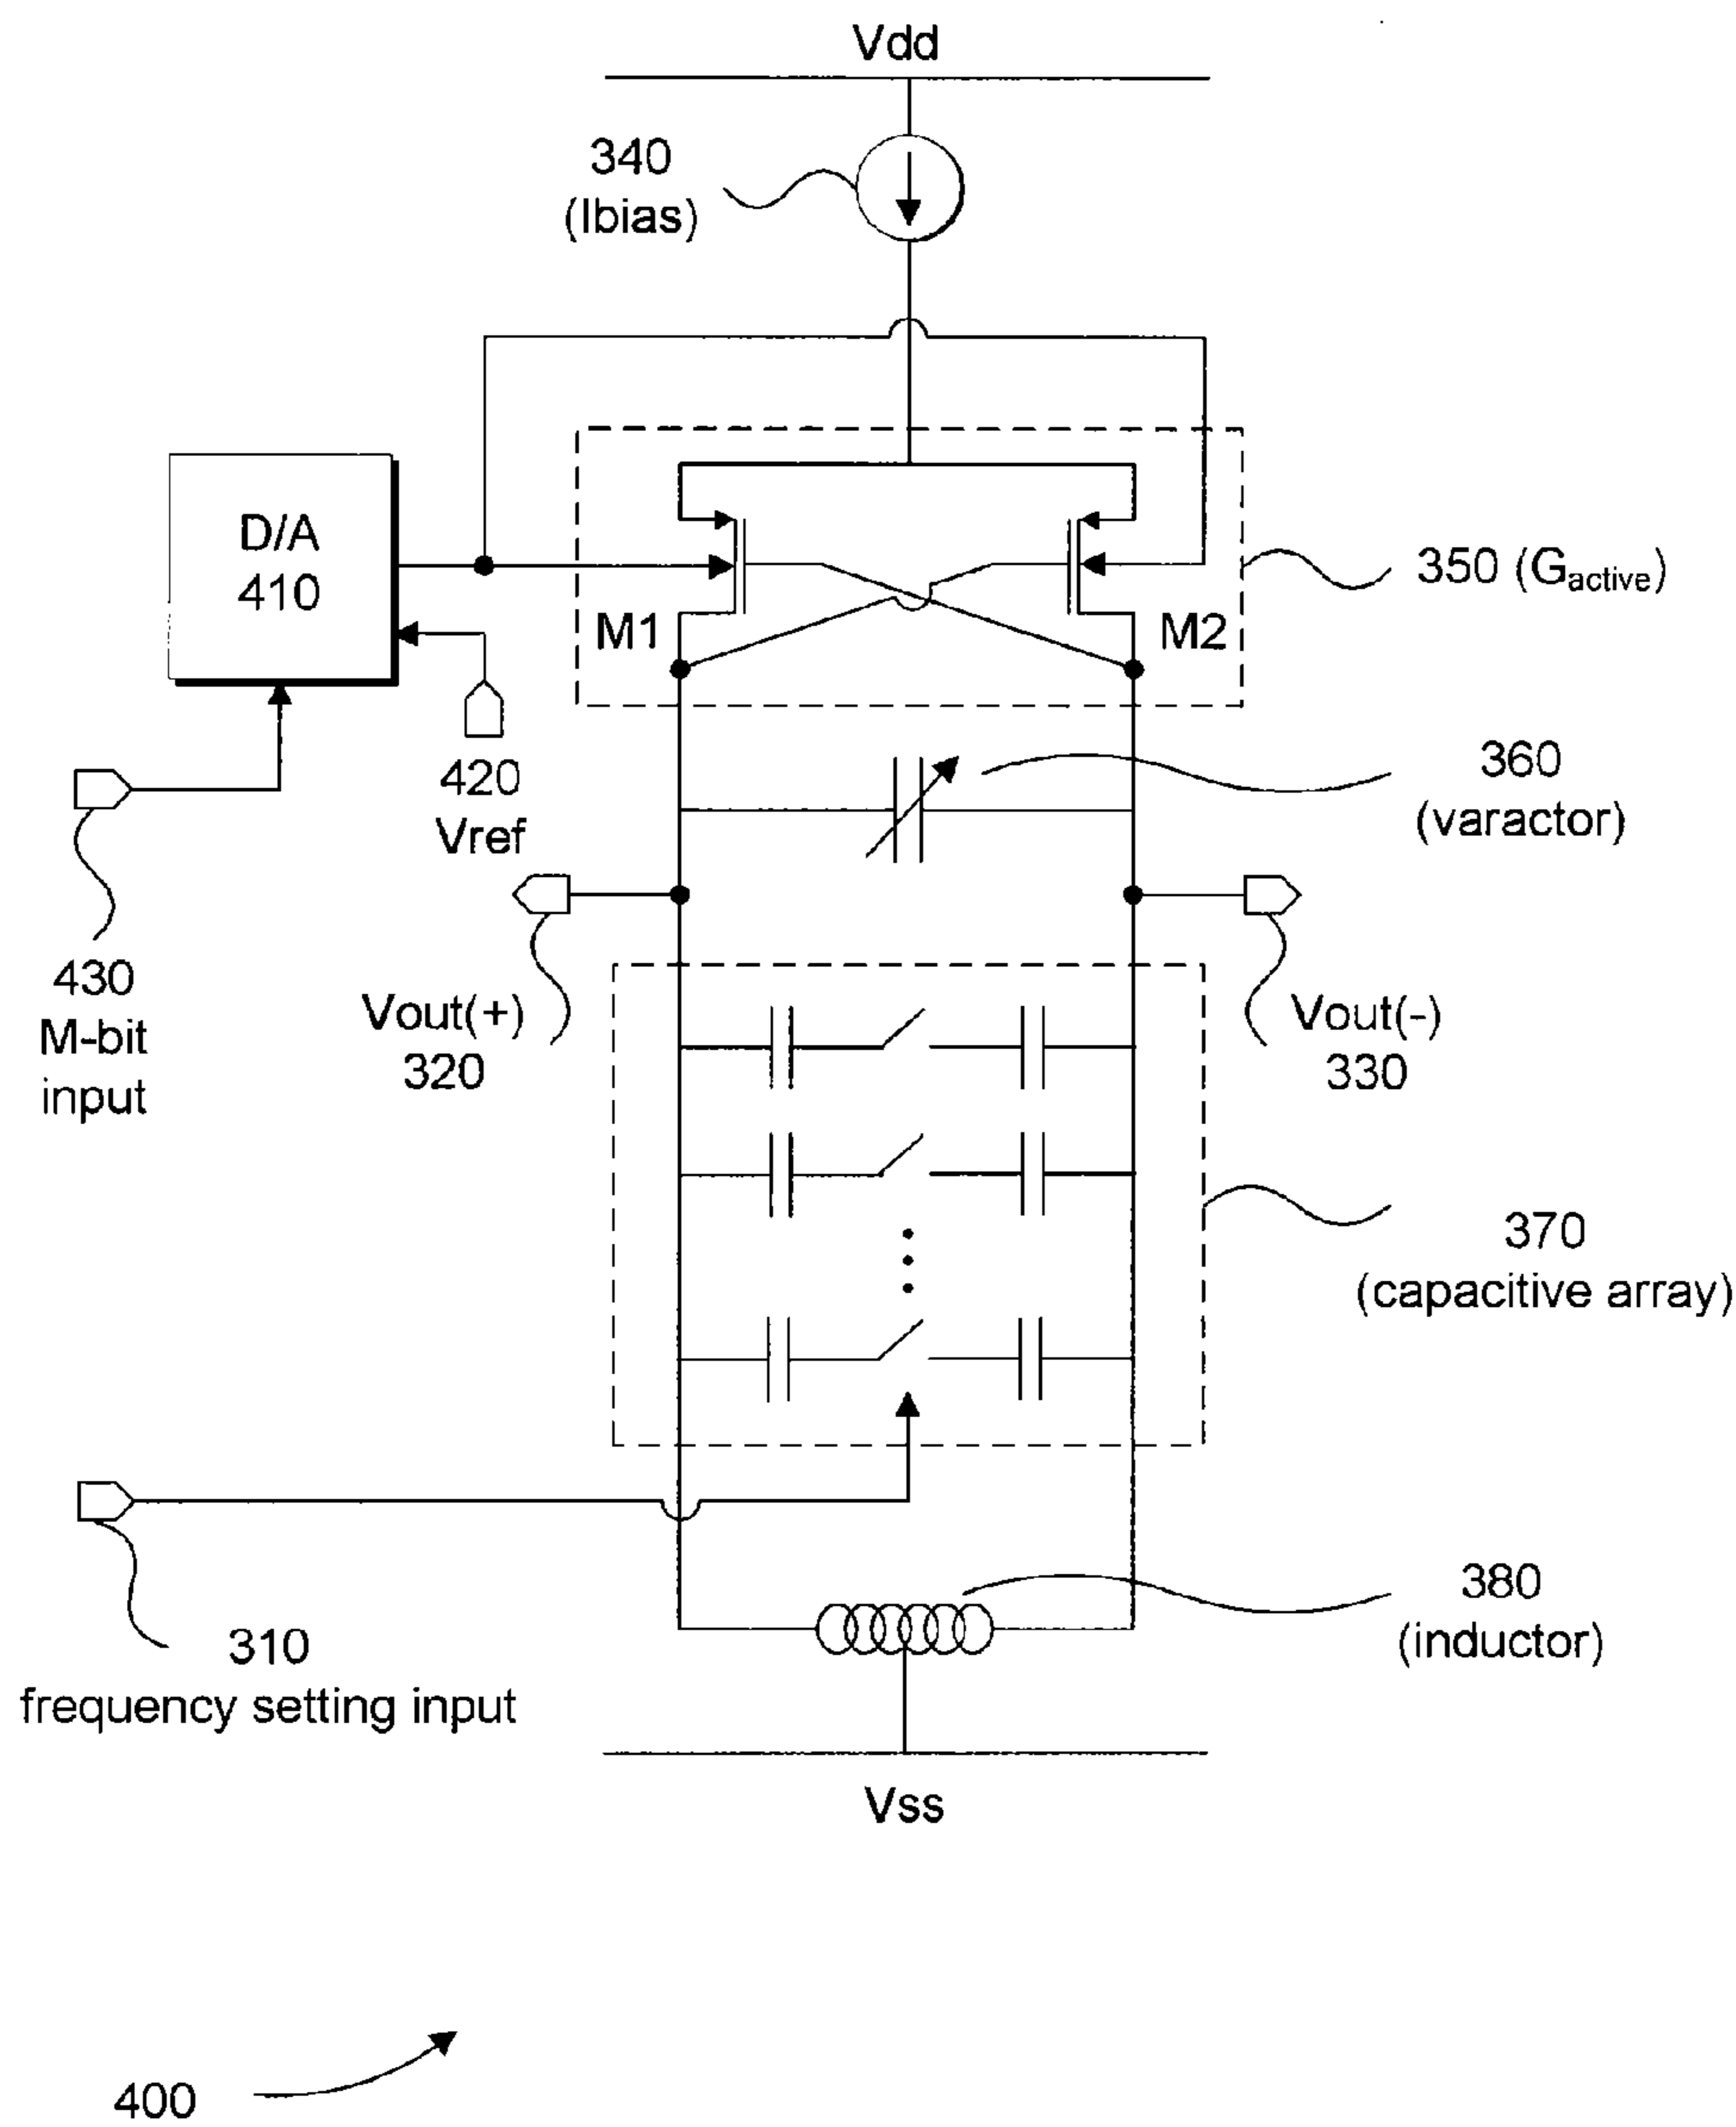 Vdd
340
(Ibias)
D/A
410
M1
M2
350 (Gactive)
360
(varactor)
420
Vref
430
M-bit
input
Vout(+)
320
Vout(-)
330
370
(capacitive array)
380
(inductor)
310
frequency setting input
Vss
400